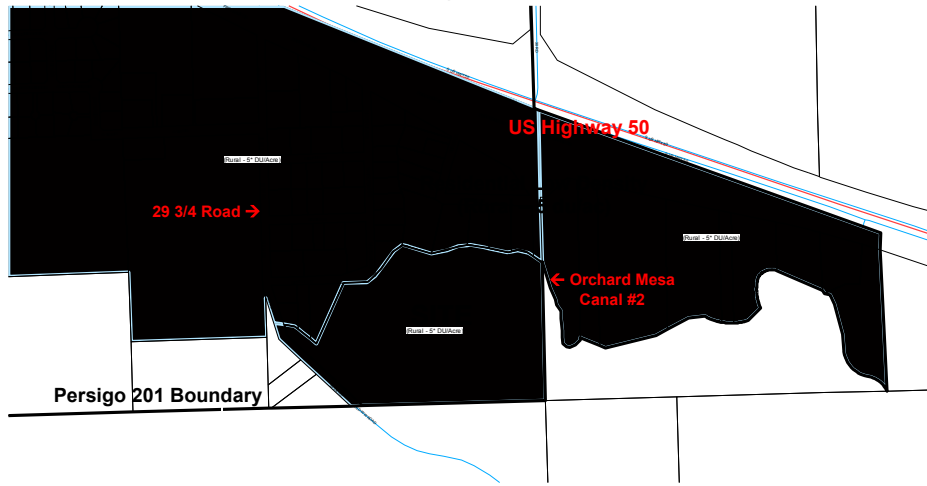 US Highway 50
(Rural - 5* DU/Acre)
29 3/4 Road →
(Rural - 5* DU/Acre)
← Orchard Mesa
Canal #2
(Rural - 5* DU/Acre)
Persigo 201 Boundary